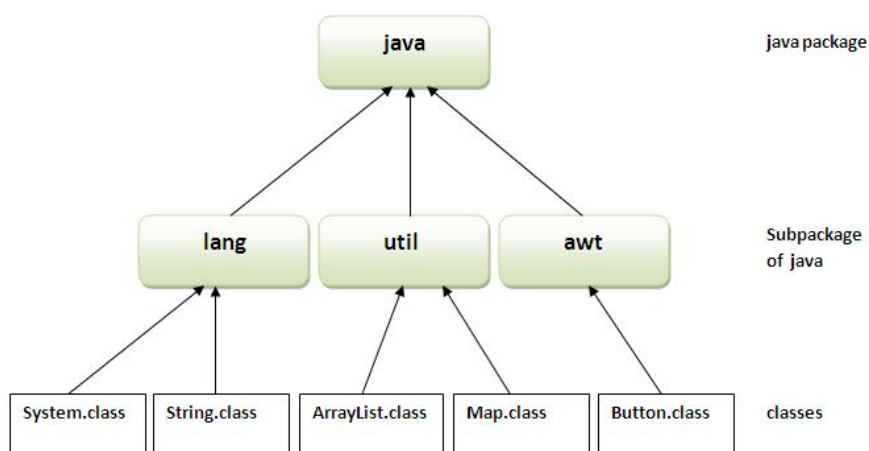 java
java package
lang
util
awt
Subpackage
of java
System.class
String.class
ArrayList.class
Map.class
Button.class
classes